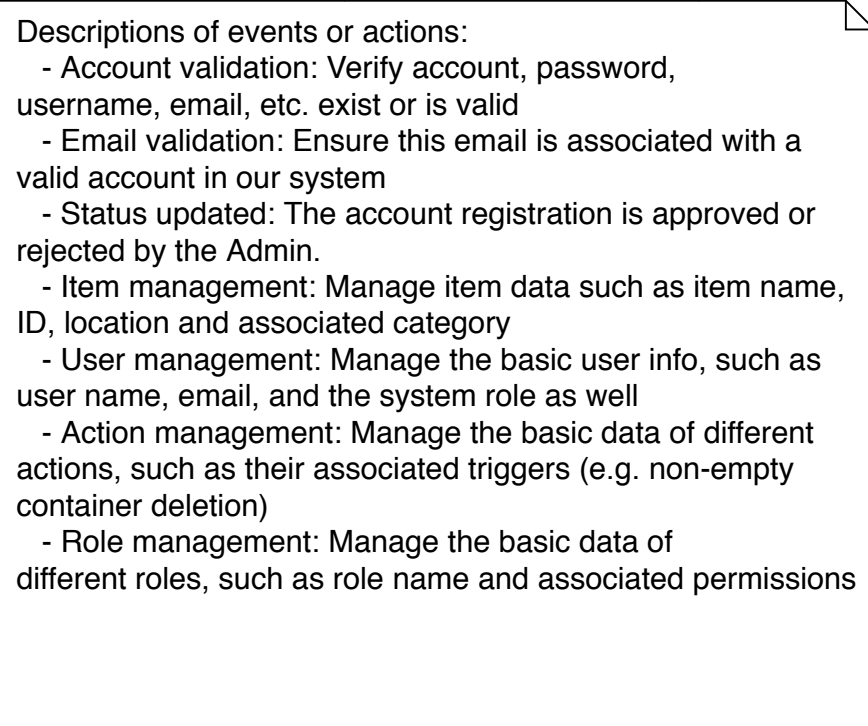 Descriptions of events or actions:
- Account validation: Verify account, password,
username, email, etc. exist or is valid
- Email validation: Ensure this email is associated with a
valid account in our system
- Status updated: The account registration is approved or
rejected by the Admin.
- Item management: Manage item data such as item name,
ID, location and associated category
- User management: Manage the basic user info, such as
user name, email, and the system role as well
- Action management: Manage the basic data of different
actions, such as their associated triggers (e.g. non-empty
container deletion)
- Role management: Manage the basic data of
different roles, such as role name and associated permissions